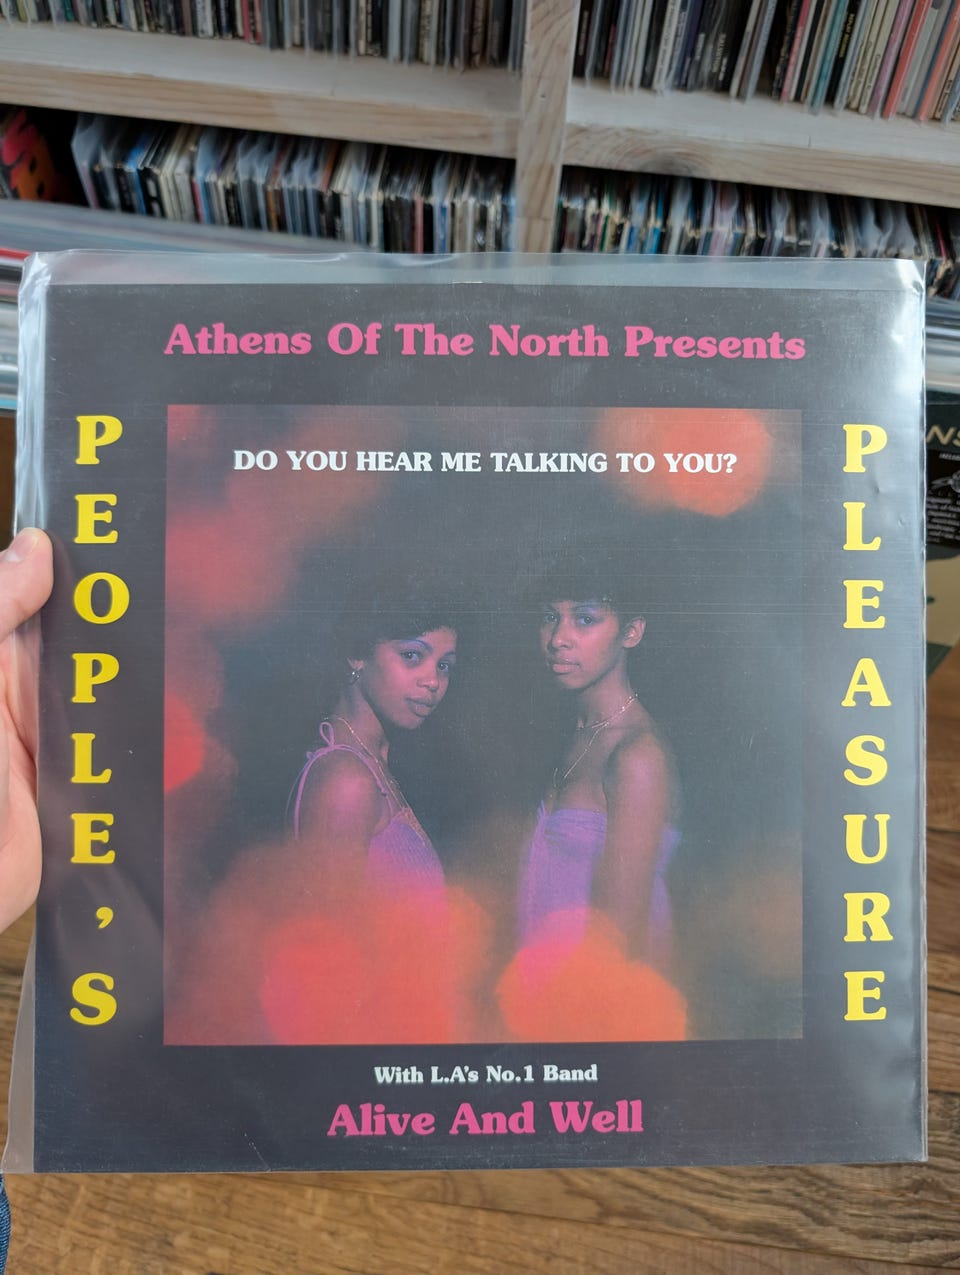 Athens Of The North Presents
PEOPLE'S
PLEASURE
DO YOU HEAR ME TALKING TO YOU?
With L.A's No.1 Band
Alive And Well